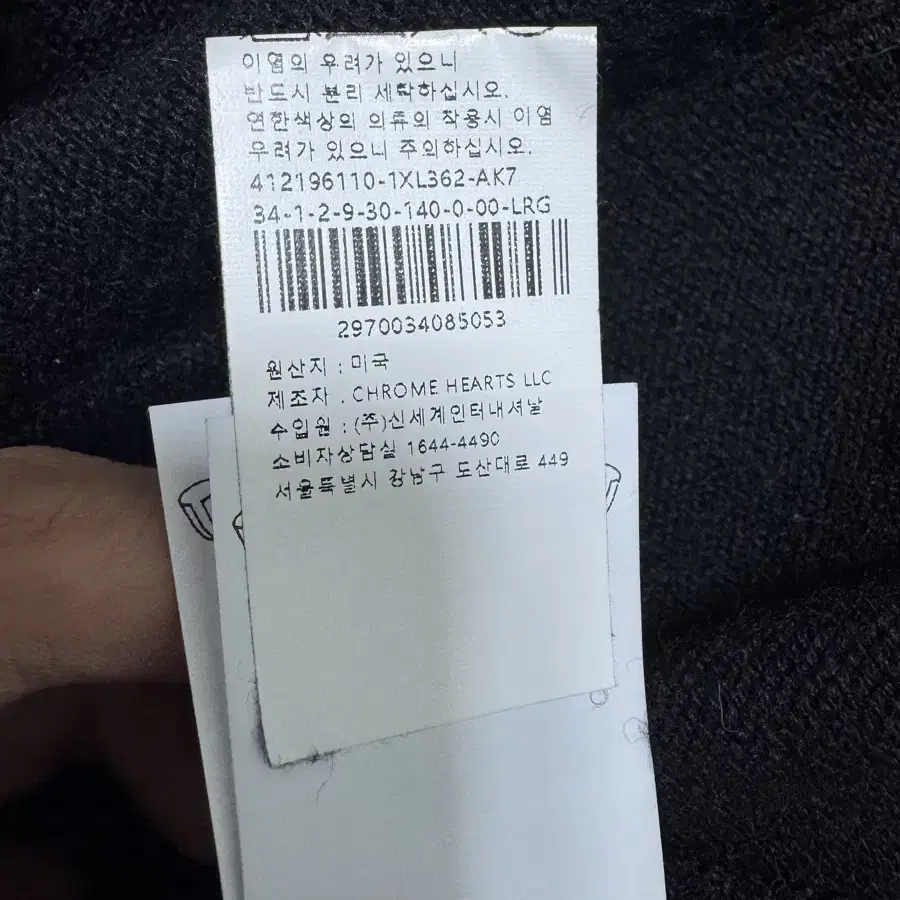 이염의 우려가 있으니
반드시 분리 세탁하십시오.
연한색상의 의류의 착용시 이염
우려가 있으니 주의하십시오.
412196110-1XL362-AK7
34-1-2-9-30-140-0-00-LRG
2970034085053
원산지 : 미국
제조자 . CHROME HEARTS LLC
수입원 : (주)신세계인터내셔날
소비자상담실 1644-4490
서울특별시 강남구 도산대로 449